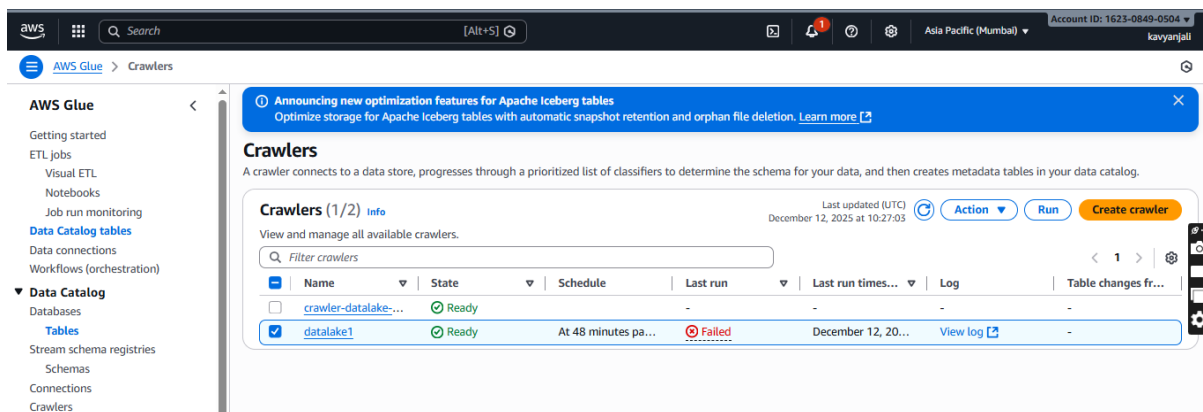 Account ID: 1623-0849-0504
aws Search [Alt+S] 1 Asia Pacific (Mumbai) kavyanjali
AWS Glue > Crawlers
AWS Glue
Getting started
ETL jobs
Visual ETL
Notebooks
Job run monitoring
Data Catalog tables
Data connections
Workflows (orchestration)
Data Catalog
Databases
Tables
Stream schema registries
Schemas
Connections
Crawlers
Announcing new optimization features for Apache Iceberg tables
Optimize storage for Apache Iceberg tables with automatic snapshot retention and orphan file deletion. Learn more
Crawlers
A crawler connects to a data store, progresses through a prioritized list of classifiers to determine the schema for your data, and then creates metadata tables in your data catalog.
Crawlers (1/2) Info
Last updated (UTC)
December 12, 2025 at 10:27:03
Action Run Create crawler
View and manage all available crawlers.
Filter crawlers 1
Name State Schedule Last run Last run times... Log Table changes fr...
crawler-datalake-... Ready - - - -
datalake1 Ready At 48 minutes pa... Failed December 12, 20... View log -